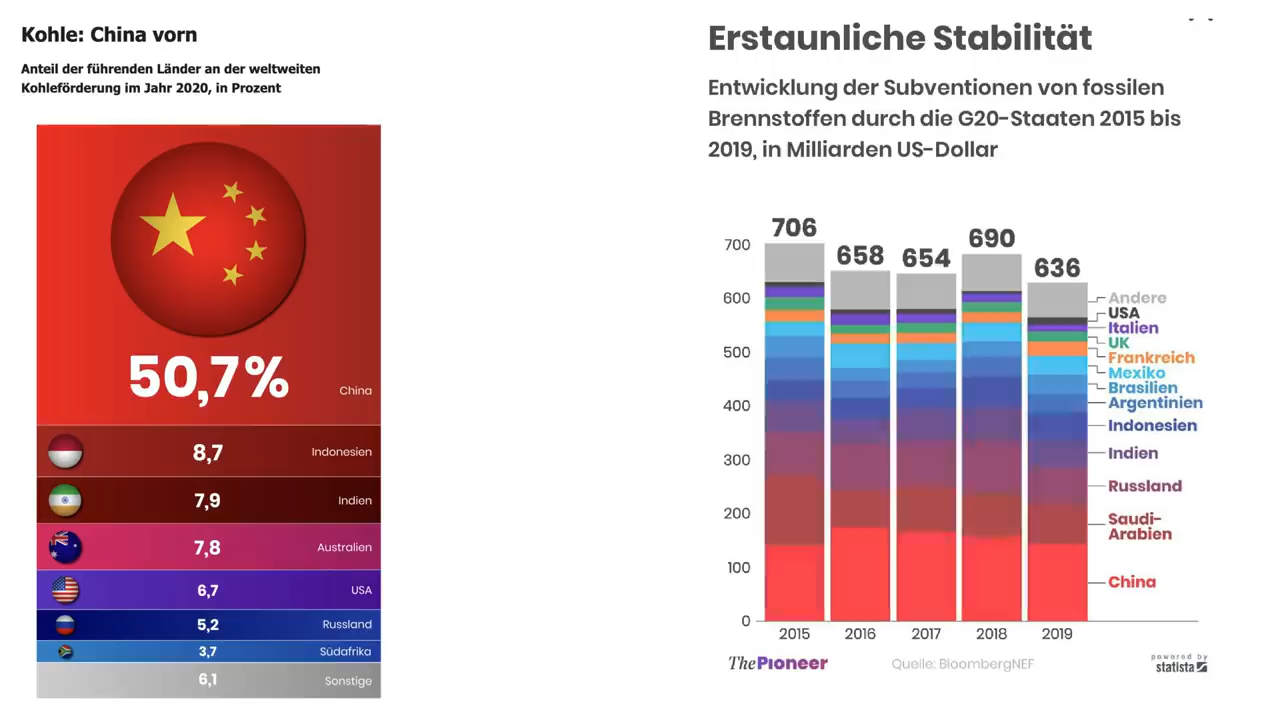 Kohle: China vorn
Anteil der führenden Länder an der weltweiten
Kohleförderung im Jahr 2020, in Prozent
50,7%
China
8,7
Indonesien
7,9
Indien
7,8
Australien
6,7
USA
5,2
Russland
3,7
Südafrika
6,1
Sonstige
Erstaunliche Stabilität
Entwicklung der Subventionen von fossilen
Brennstoffen durch die G20-Staaten 2015 bis
2019, in Milliarden US-Dollar
706
658
654
690
636
700
600
500
400
300
200
100
0
2015
2016
2017
2018
2019
Andere
USA
Italien
UK
Frankreich
Mexiko
Brasilien
Argentinien
Indonesien
Indien
Russland
Saudi-
Arabien
China
The Pioneer
Quelle: BloombergNEF
powered by
statista